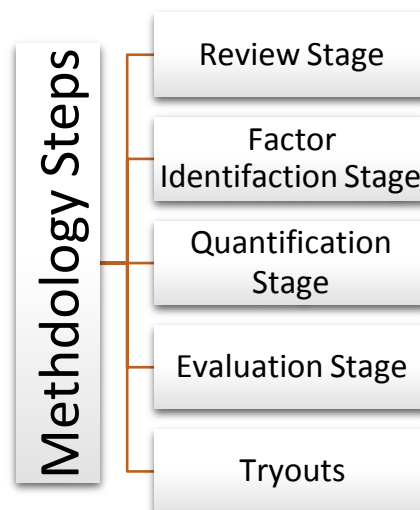 Methdology Steps
Review Stage
Factor
Identifaction Stage
Quantification
Stage
Evaluation Stage
Tryouts